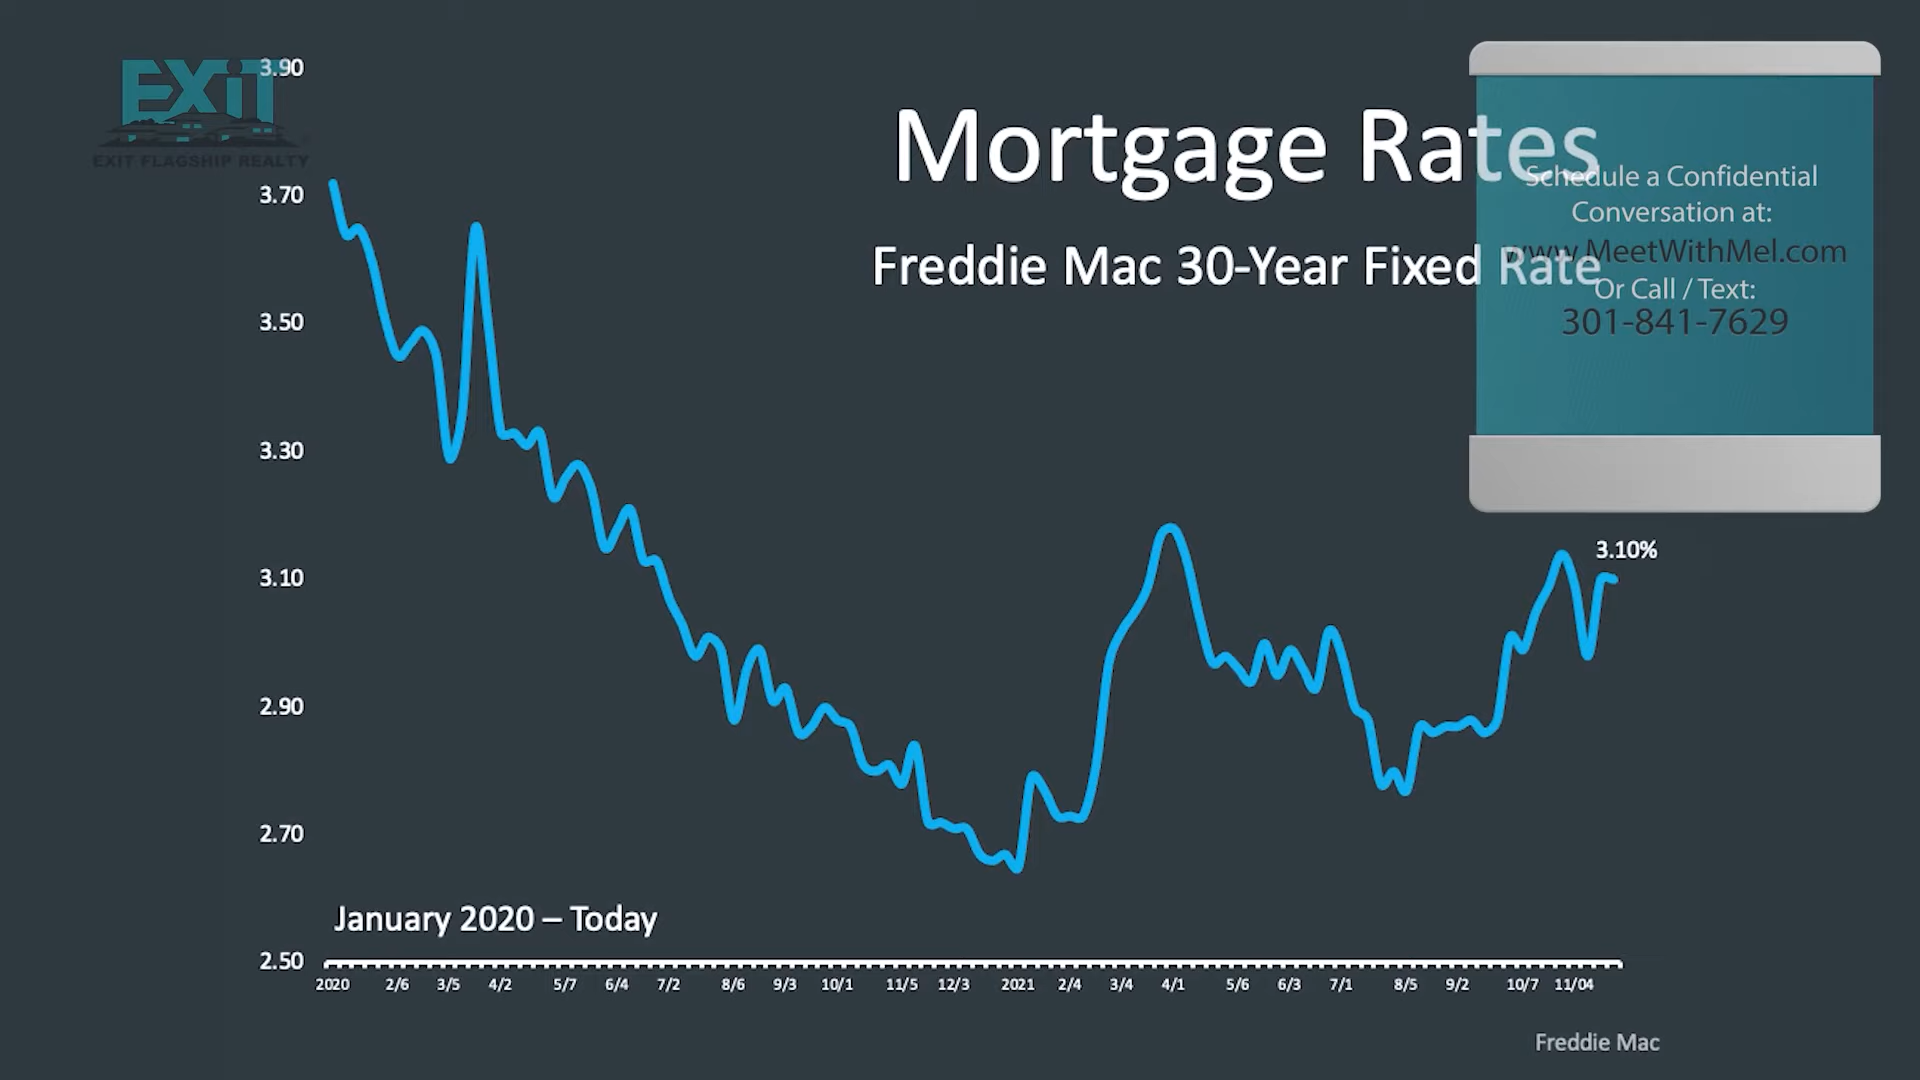 EXiT
EXIT FLAGSHIP REALTY
Mortgage Rates
Freddie Mac 30-Year Fixed Rate
Schedule a Confidential
Conversation at:
www.MeetWithMel.com
Or Call / Text:
301-841-7629
3.90
3.70
3.50
3.30
3.10
2.90
2.70
2.50
3.10%
January 2020 – Today
2020 2/6 3/5 4/2 5/7 6/4 7/2 8/6 9/3 10/1 11/5 12/3 2021 2/4 3/4 4/1 5/6 6/3 7/1 8/5 9/2 10/7 11/04
Freddie Mac